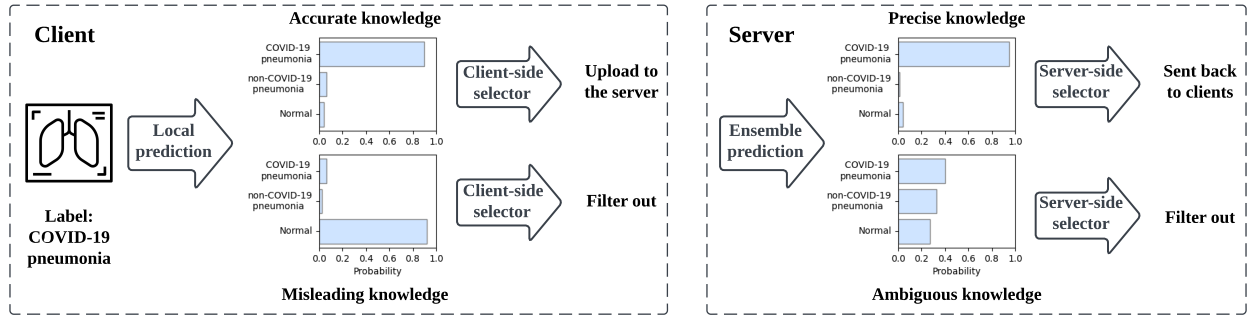 Client
Label:
COVID-19
pneumonia
Local
prediction
Accurate knowledge
COVID-19
pneumonia
non-COVID-19
pneumonia
Normal
0.0 0.2 0.4 0.6 0.8 1.0
Client-side
selector
Upload to
the server
COVID-19
pneumonia
non-COVID-19
pneumonia
Normal
0.0 0.2 0.4 0.6 0.8 1.0
Probability
Misleading knowledge
Client-side
selector
Filter out
Server
Ensemble
prediction
Precise knowledge
COVID-19
pneumonia
non-COVID-19
pneumonia
Normal
0.0 0.2 0.4 0.6 0.8 1.0
Server-side
selector
Sent back
to clients
COVID-19
pneumonia
non-COVID-19
pneumonia
Normal
0.0 0.2 0.4 0.6 0.8 1.0
Probability
Ambiguous knowledge
Server-side
selector
Filter out